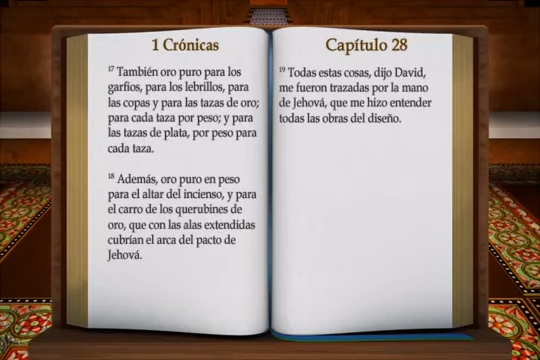 1 Crónicas
17 También oro puro para los
garfios, para los lebrillos, para
las copas y para las tazas de oro;
para cada taza por peso; y para
las tazas de plata, por peso para
cada taza.
18 Además, oro puro en peso
para el altar del incienso, y para
el carro de los querubines de
oro, que con las alas extendidas
cubrían el arca del pacto de
Jehová.
Capítulo 28
19 Todas estas cosas, dijo David,
me fueron trazadas por la mano
de Jehová, que me hizo entender
todas las obras del diseño.